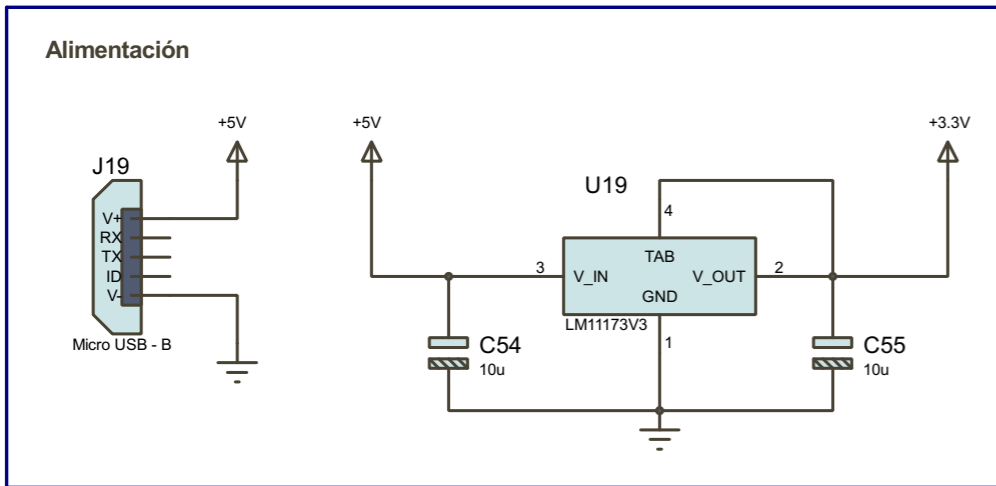 Alimentación
+5V
J19
V+
RX
TX
ID
V-
Micro USB - B
+5V
+3.3V
U19
4
TAB
3
V_IN
V_OUT
2
GND
LM11173V3
1
C54
10u
C55
10u